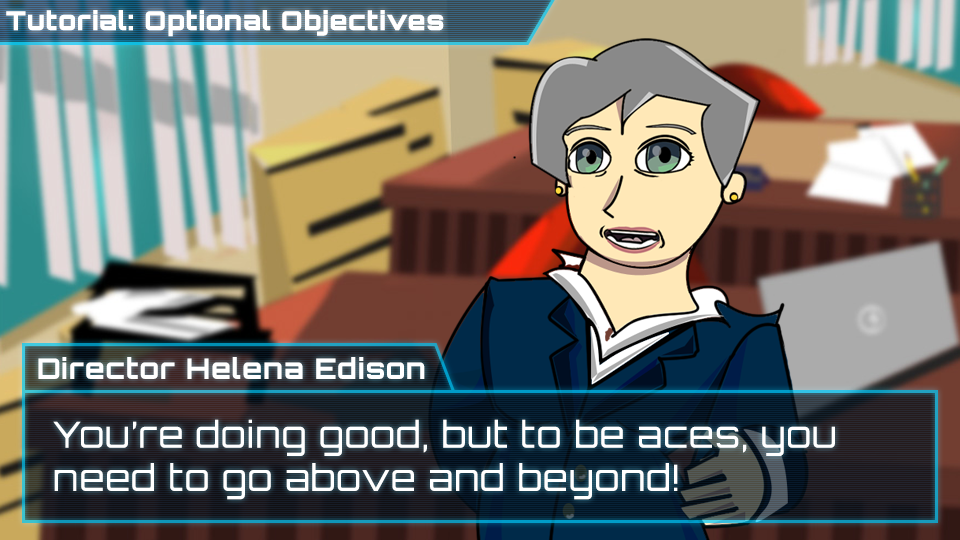 Tutorial: Optional Objectives
Director Helena Edison
You're doing good, but to be aces, you
need to go above and beyond!